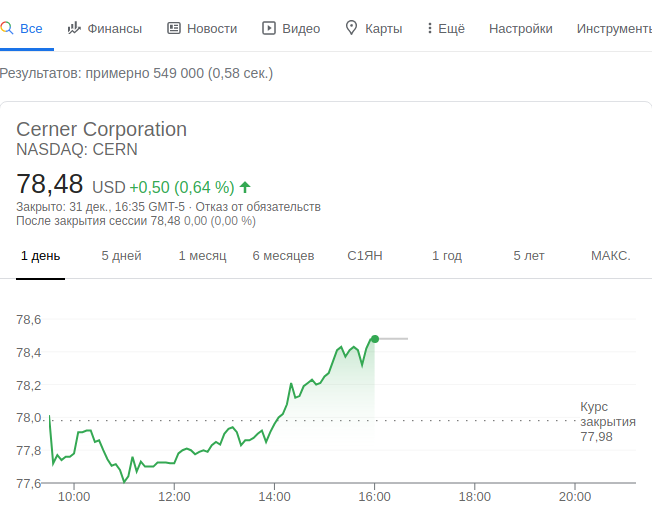 Все Финансы Новости Видео Карты Ещё Настройки Инструменты
Результатов: примерно 549 000 (0,58 сек.)
Cerner Corporation
NASDAQ: CERN
78,48 USD +0,50 (0,64 %)
Закрыто: 31 дек., 16:35 GMT-5 · Отказ от обязательств
После закрытия сессии 78,48 0,00 (0,00 %)
1 день 5 дней 1 месяц 6 месяцев С1ЯН 1 год 5 лет МАКС.
78,6
78,4
78,2
78,0
77,8
77,6
Курс
закрытия
77,98
10:00 12:00 14:00 16:00 18:00 20:00